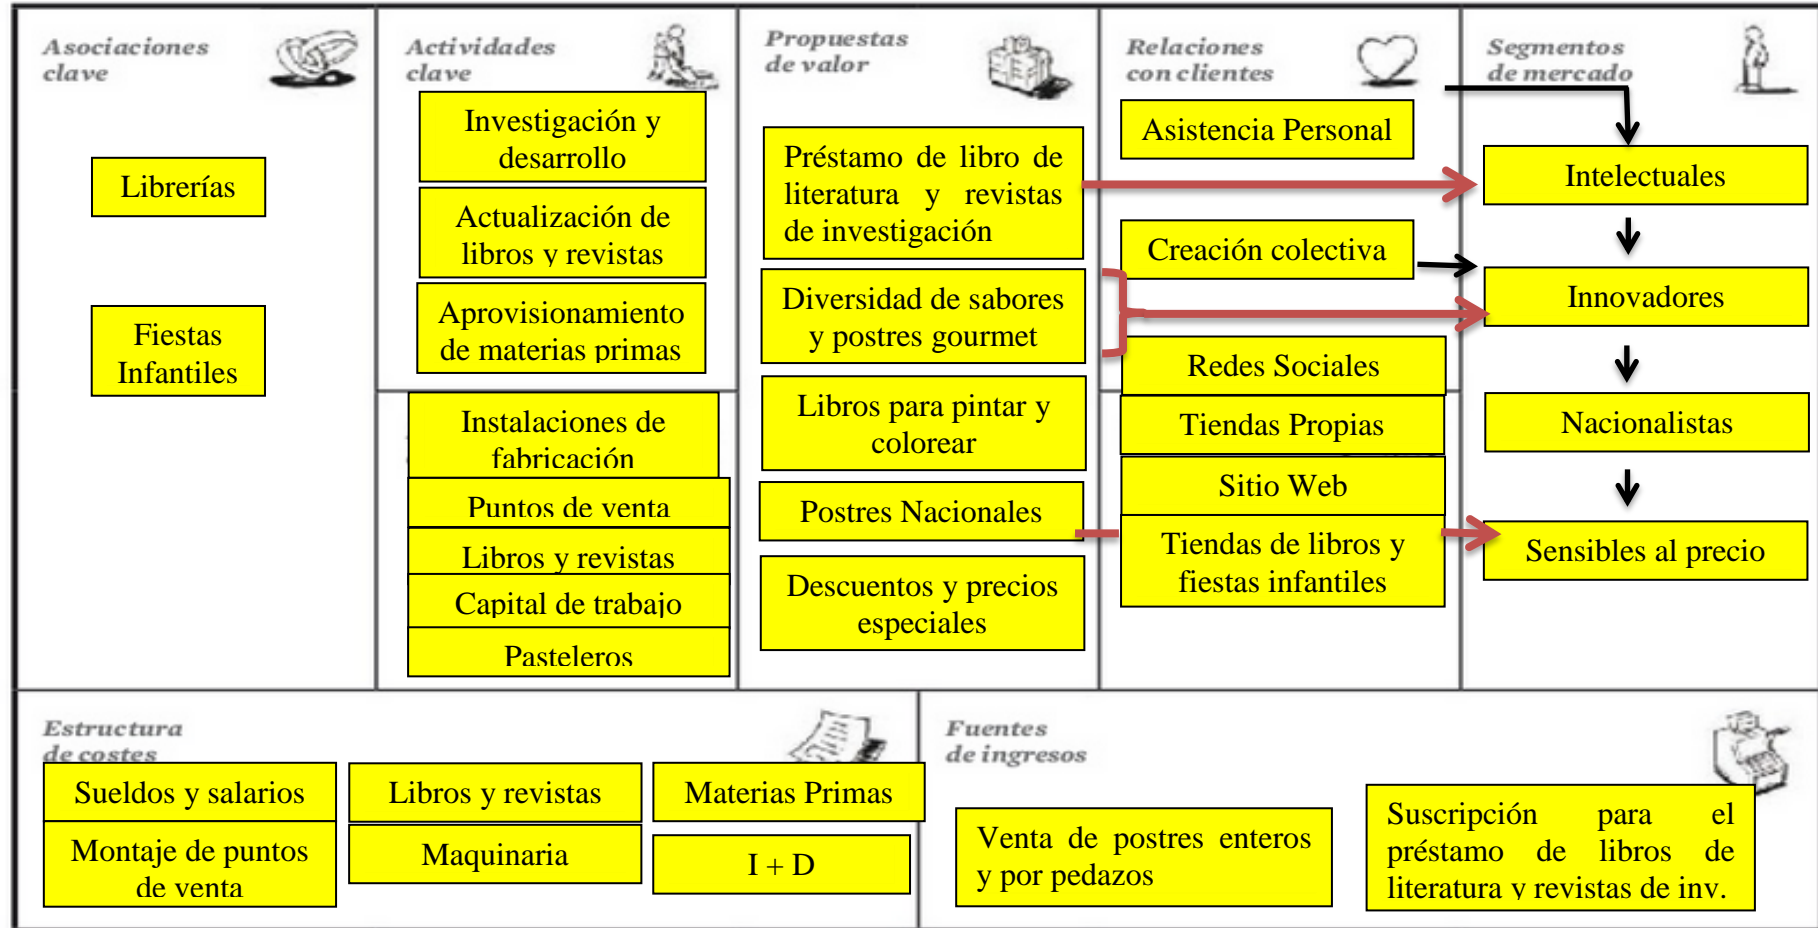 Asociaciones
clave
Librerías
Fiestas
Infantiles
Actividades
clave
Investigación y
desarrollo
Actualización de
libros y revistas
Aprovisionamiento
de materias primas
Instalaciones de
fabricación
Puntos de venta
Libros y revistas
Capital de trabajo
Pasteleros
Propuestas
de valor
Préstamo de libro de
literatura y revistas
de investigación
Diversidad de sabores
y postres gourmet
Libros para pintar y
colorear
Postres Nacionales
Descuentos y precios
especiales
Relaciones
con clientes
Asistencia Personal
Creación colectiva
Redes Sociales
Tiendas Propias
Sitio Web
Tiendas de libros y
fiestas infantiles
Segmentos
de mercado
Intelectuales
Innovadores
Nacionalistas
Sensibles al precio
Estructura
de costes
Sueldos y salarios
Montaje de puntos
de venta
Libros y revistas
Maquinaria
Materias Primas
I + D
Fuentes
de ingresos
Venta de postres enteros
y por pedazos
Suscripción para el
préstamo de libros de
literatura y revistas de inv.